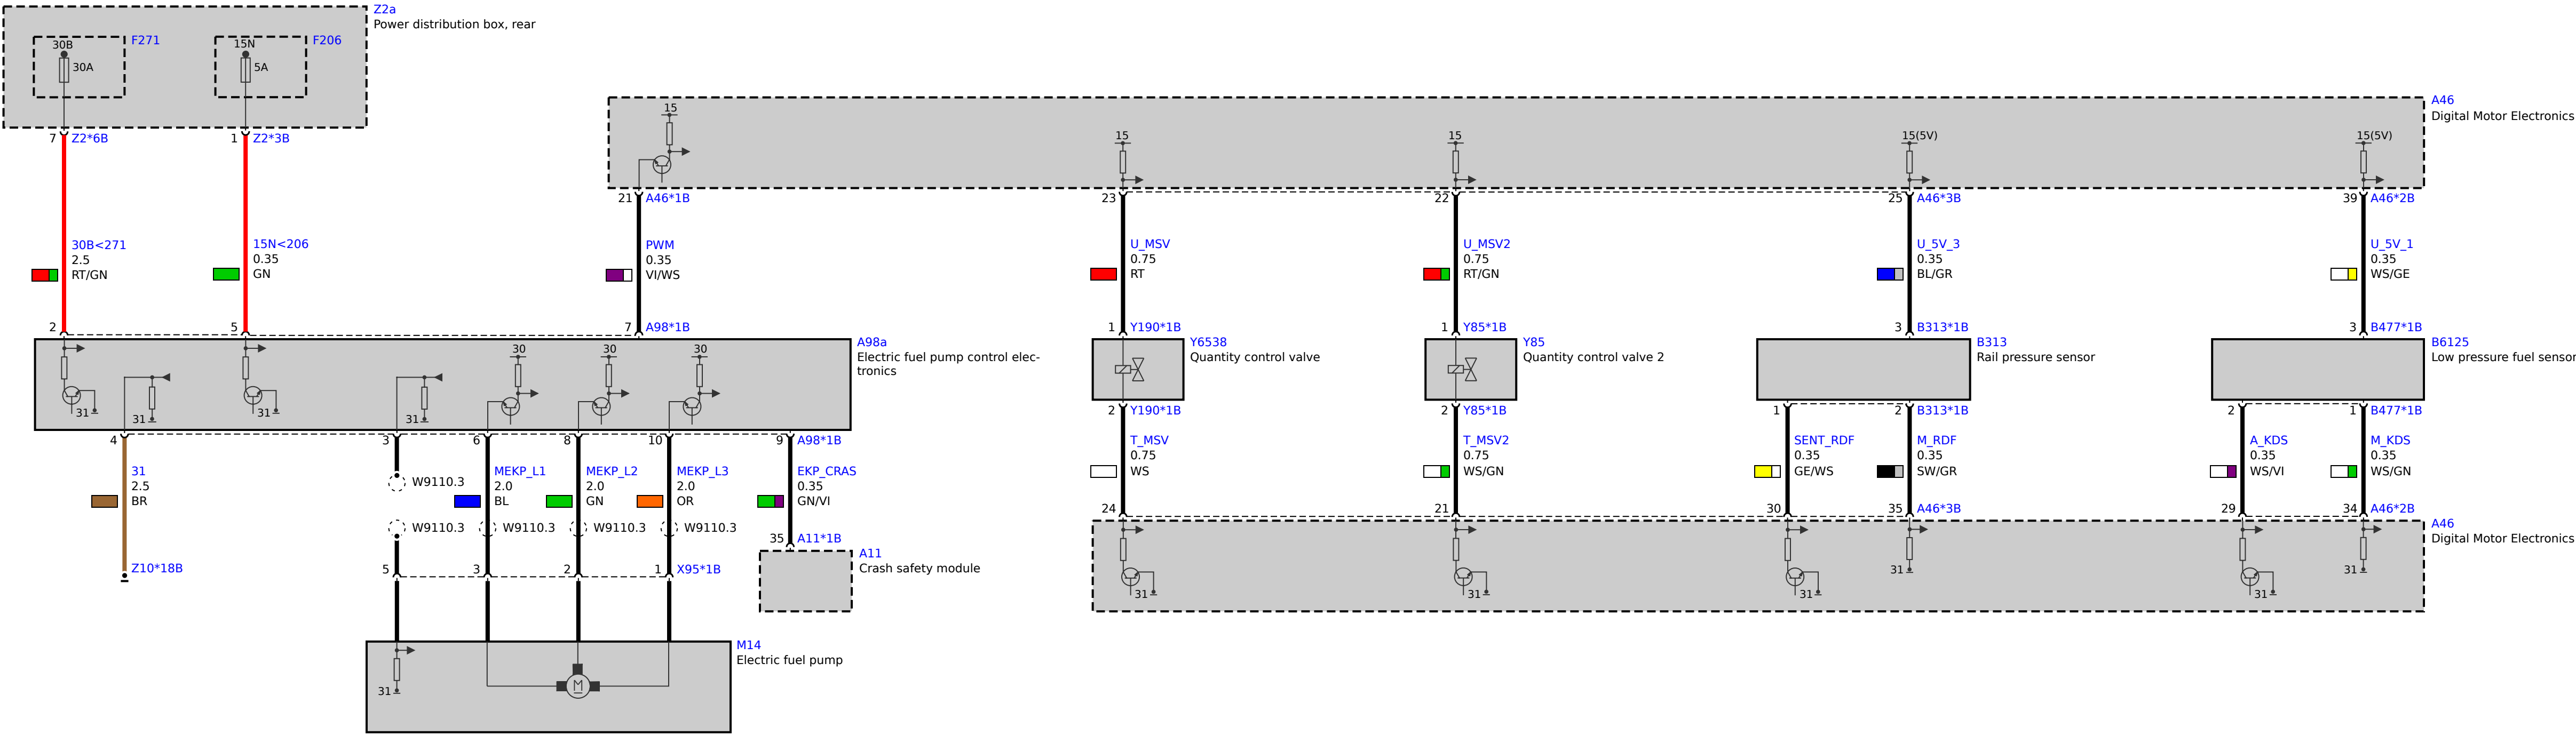 Z2a
Power distribution box, rear
30B
F271
30A
15N
F206
5A
7
Z2*6B
1
Z2*3B
A46
Digital Motor Electronics
15
15
15
15(5V)
15(5V)
21
A46*1B
23
22
25
A46*3B
39
A46*2B
30B<271
2.5
RT/GN
15N<206
0.35
GN
PWM
0.35
VI/WS
U_MSV
0.75
RT
U_MSV2
0.75
RT/GN
U_5V_3
0.35
BL/GR
U_5V_1
0.35
WS/GE
2
5
7
A98*1B
1
Y190*1B
1
Y85*1B
3
B313*1B
3
B477*1B
A98a
Electric fuel pump control elec-
tronics
30
30
30
31
31
31
31
Y6538
Quantity control valve
Y85
Quantity control valve 2
B313
Rail pressure sensor
B6125
Low pressure fuel sensor
2
Y190*1B
2
Y85*1B
1
2
B313*1B
2
1
B477*1B
4
3
6
8
10
9
A98*1B
31
2.5
BR
W9110.3
MEKP_L1
2.0
BL
MEKP_L2
2.0
GN
MEKP_L3
2.0
OR
EKP_CRAS
0.35
GN/VI
T_MSV
0.75
WS
T_MSV2
0.75
WS/GN
SENT_RDF
0.35
GE/WS
M_RDF
0.35
SW/GR
A_KDS
0.35
WS/VI
M_KDS
0.35
WS/GN
W9110.3
W9110.3
W9110.3
W9110.3
24
21
30
35
A46*3B
29
34
A46*2B
35
A11*1B
A11
Crash safety module
Z10*18B
5
3
2
1
X95*1B
A46
Digital Motor Electronics
31
31
31
31
31
31
M14
Electric fuel pump
31
M